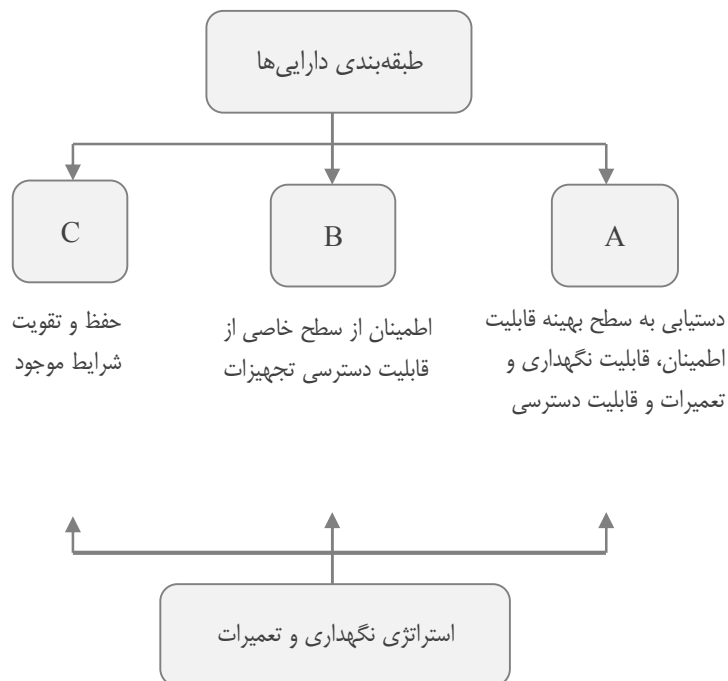 طبقه‌بندی دارایی‌ها
A
B
C
دستیابی به سطح بهینه قابلیت
اطمینان، قابلیت نگهداری و
تعمیرات و قابلیت دسترسی
اطمینان از سطح خاصی از
قابلیت دسترسی تجهیزات
حفظ و تقویت
شرایط موجود
استراتژی نگهداری و تعمیرات